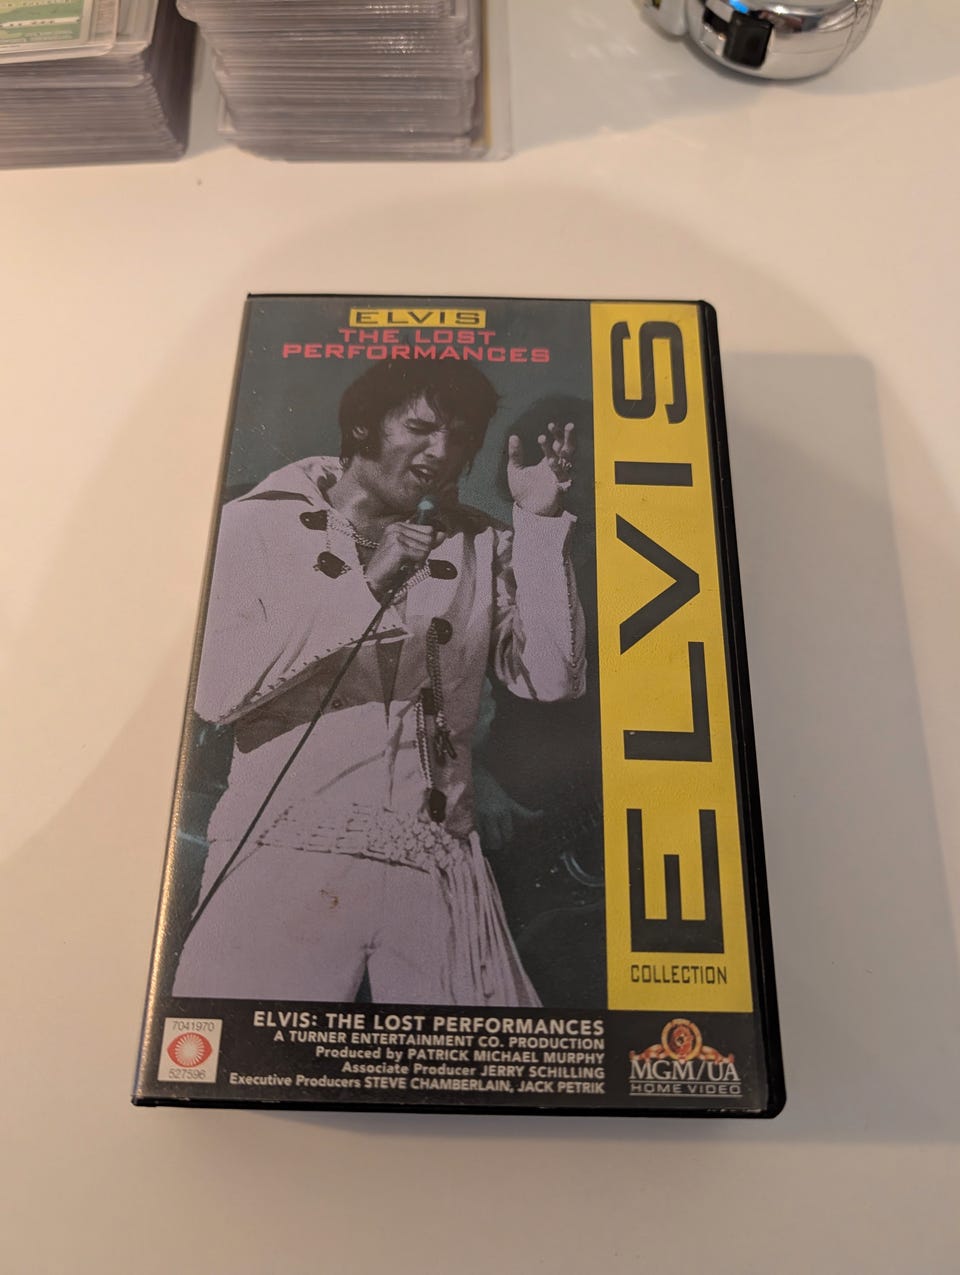 ELVIS
THE LOST
PERFORMANCES
ELVIS
COLLECTION
7041970
527596
ELVIS: THE LOST PERFORMANCES
A TURNER ENTERTAINMENT CO. PRODUCTION
Produced by PATRICK MICHAEL MURPHY
Associate Producer JERRY SCHILLING
Executive Producers STEVE CHAMBERLAIN, JACK PETRIK
MGM/UA
HOME VIDEO